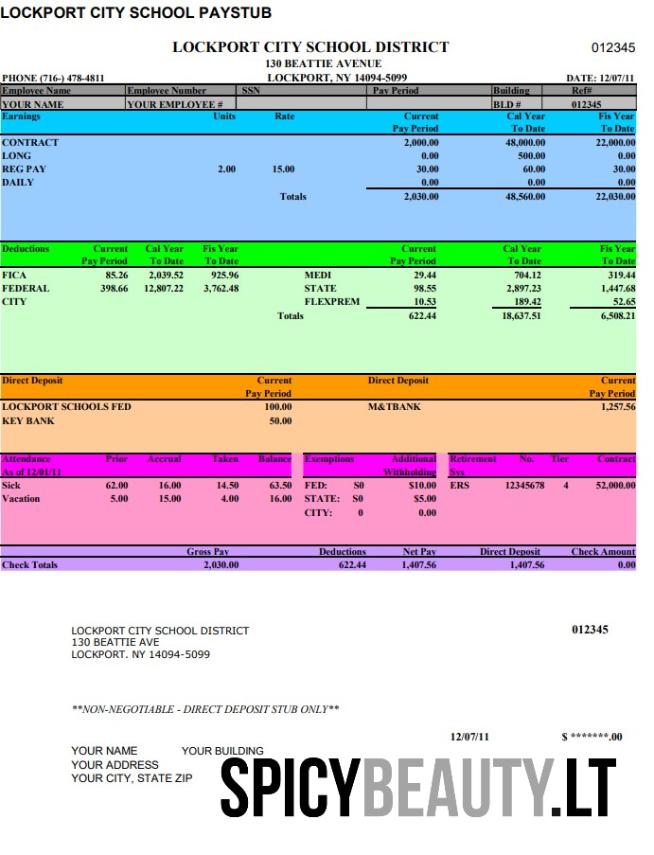 LOCKPORT CITY SCHOOL PAYSTUB
LOCKPORT CITY SCHOOL DISTRICT 012345
130 BEATTIE AVENUE
PHONE (716-) 478-4811 LOCKPORT, NY 14094-5099 DATE: 12/07/11
Employee Name Employee Number SSN Pay Period Building Ref#
YOUR NAME YOUR EMPLOYEE # BLD # 012345
Earnings Units Rate Current Cal Year Fis Year
Pay Period To Date To Date
CONTRACT 2,000.00 48,000.00 22,000.00
LONG 0.00 500.00 0.00
REG PAY 2.00 15.00 30.00 60.00 30.00
DAILY 0.00 0.00 0.00
Totals 2,030.00 48,560.00 22,030.00
Deductions Current Cal Year Fis Year Current Cal Year Fis Year
Pay Period To Date To Date Pay Period To Date To Date
FICA 85.26 2,039.52 925.96 MEDI 29.44 704.12 319.44
FEDERAL 398.66 12,807.22 3,762.48 STATE 98.55 2,897.23 1,447.68
CITY FLEXPREM 10.53 189.42 52.65
Totals 622.44 18,637.51 6,508.21
Direct Deposit Current Direct Deposit Current
Pay Period Pay Period
LOCKPORT SCHOOLS FED 100.00 M&TBANK 1,257.56
KEY BANK 50.00
Attendance Prior Accrual Taken Balance Exemptions Additional Retirement No. Tier Contract
As of 12/01/11 Withholding Sys
Sick 62.00 16.00 14.50 63.50 FED: S0 $10.00 ERS 12345678 4 52,000.00
Vacation 5.00 15.00 4.00 16.00 STATE: S0 $5.00
CITY: 0 0.00
Gross Pay Deductions Net Pay Direct Deposit Check Amount
Check Totals 2,030.00 622.44 1,407.56 1,407.56 0.00
LOCKPORT CITY SCHOOL DISTRICT 012345
130 BEATTIE AVE
LOCKPORT. NY 14094-5099
**NON-NEGOTIABLE - DIRECT DEPOSIT STUB ONLY**
12/07/11 $ *******.00
YOUR NAME YOUR BUILDING
YOUR ADDRESS
YOUR CITY, STATE ZIP
SPICYBEAUTY.LT